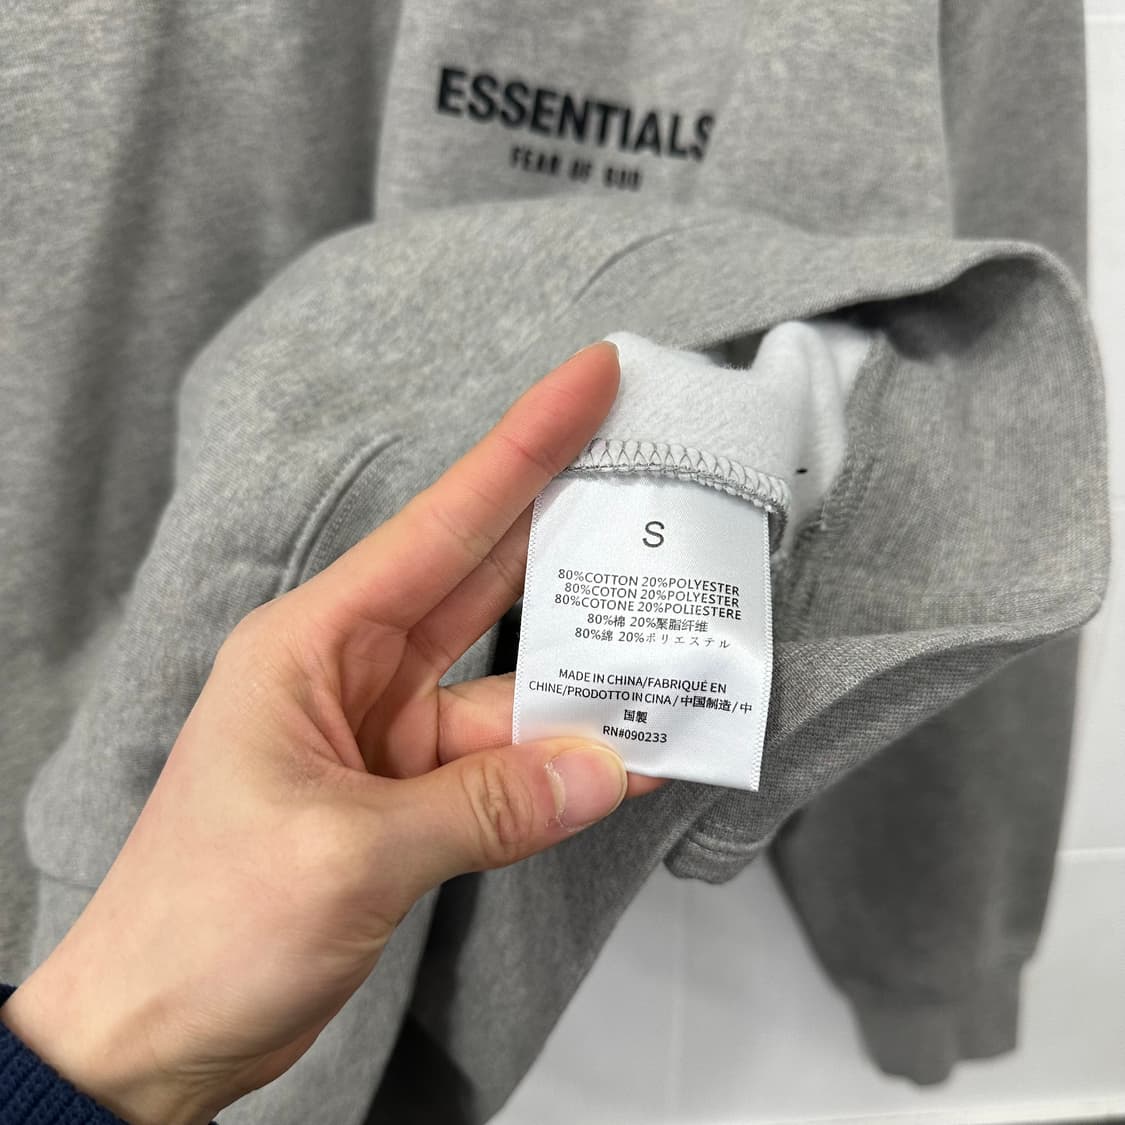 ESSENTIALS
FEAR OF GOD
S
80%COTTON 20%POLYESTER
80%COTON 20%POLYESTER
80%COTONE 20%POLIESTERE
80%棉 20%聚脂纤维
80%綿 20%ポリエステル
MADE IN CHINA/FABRIQUÉ EN
CHINE/PRODOTTO IN CINA / 中国制造 / 中
国製
RN#090233